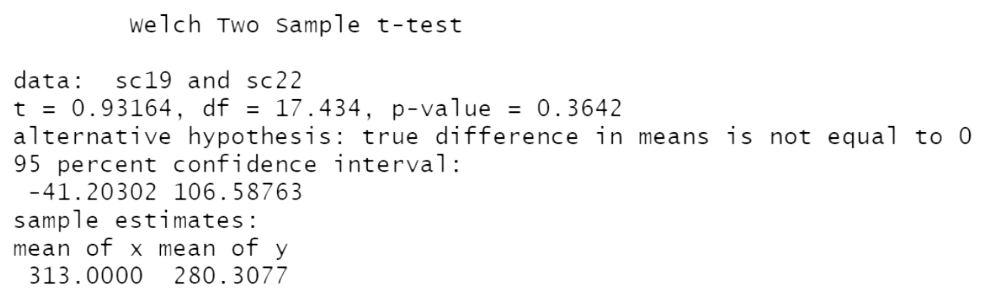 Welch Two Sample t-test
data:  sc19 and sc22
t = 0.93164, df = 17.434, p-value = 0.3642
alternative hypothesis: true difference in means is not equal to 0
95 percent confidence interval:
 -41.20302 106.58763
sample estimates:
mean of x mean of y
 313.0000  280.3077